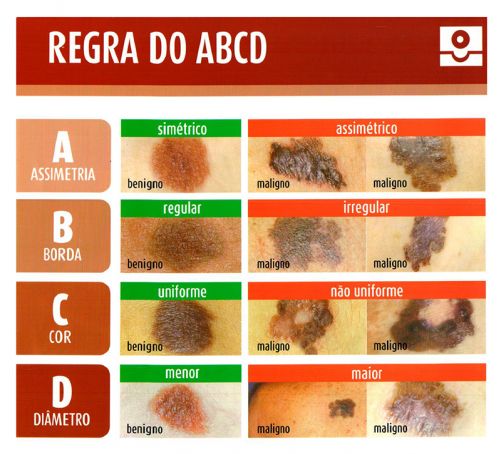 REGRA DO ABCD
A
ASSIMETRIA
simétrico
assimétrico
benigno
maligno
maligno
B
BORDA
regular
irregular
benigno
maligno
maligno
C
COR
uniforme
não uniforme
benigno
maligno
maligno
D
DIÂMETRO
menor
maior
benigno
maligno
maligno